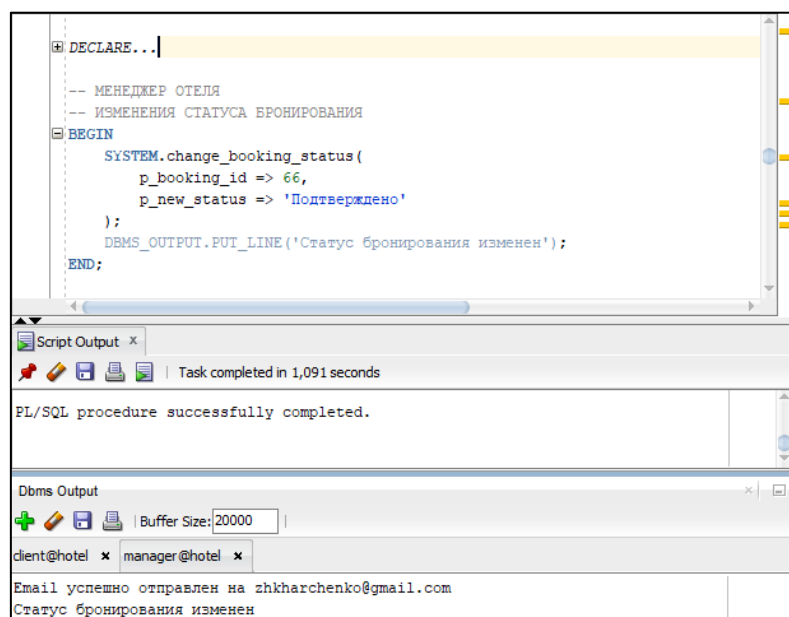 DECLARE...
-- МЕНЕДЖЕР ОТЕЛЯ
-- ИЗМЕНЕНИЯ СТАТУСА БРОНИРОВАНИЯ
BEGIN
SYSTEM.change_booking_status(
p_booking_id => 66,
p_new_status => 'Подтверждено'
);
DBMS_OUTPUT.PUT_LINE('Статус бронирования изменен');
END;
Script Output x
Task completed in 1,091 seconds
PL/SQL procedure successfully completed.
Dbms Output
Buffer Size: 20000
client@hotel x manager@hotel x
Email успешно отправлен на zhkharchenko@gmail.com
Статус бронирования изменен